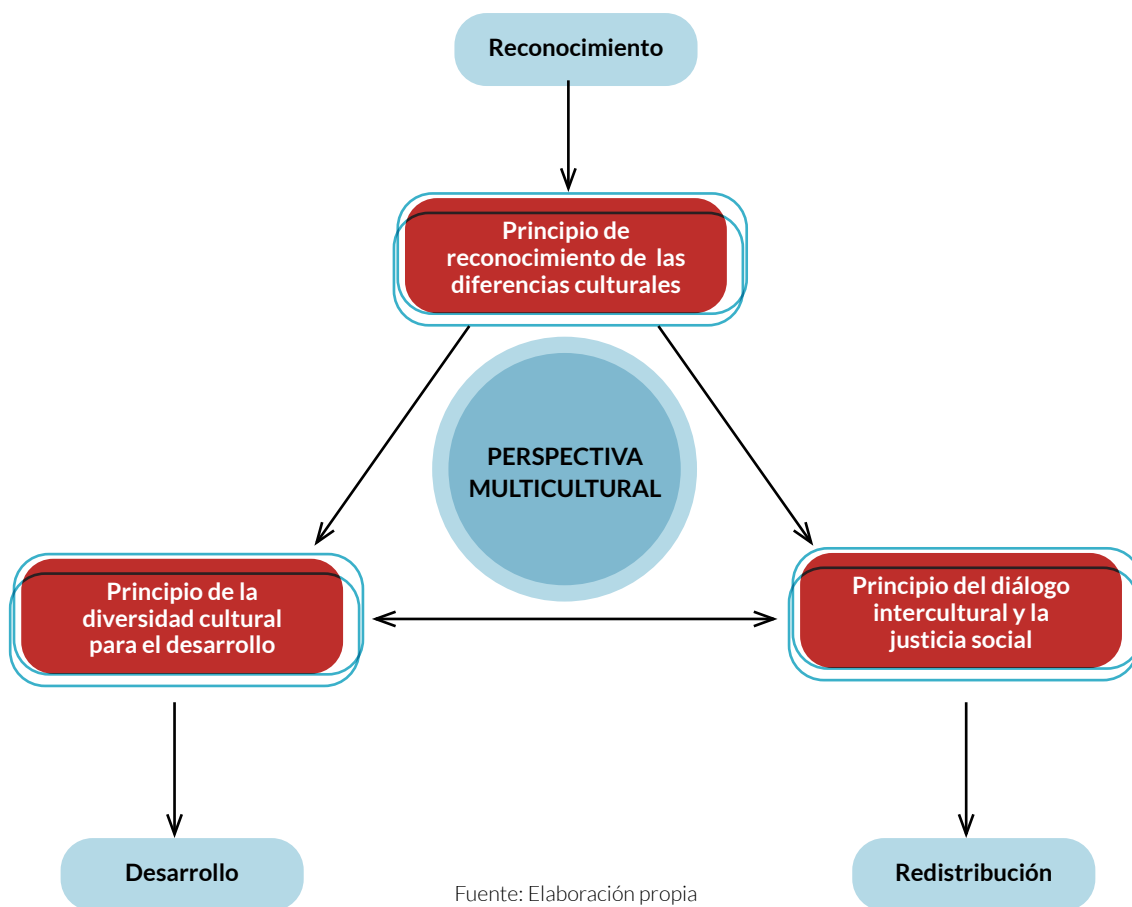 Reconocimiento
Principio de
reconocimiento de las
diferencias culturales
PERSPECTIVA
MULTICULTURAL
Principio de la
diversidad cultural
para el desarrollo
Principio del diálogo
intercultural y la
justicia social
Desarrollo
Redistribución
Fuente: Elaboración propia